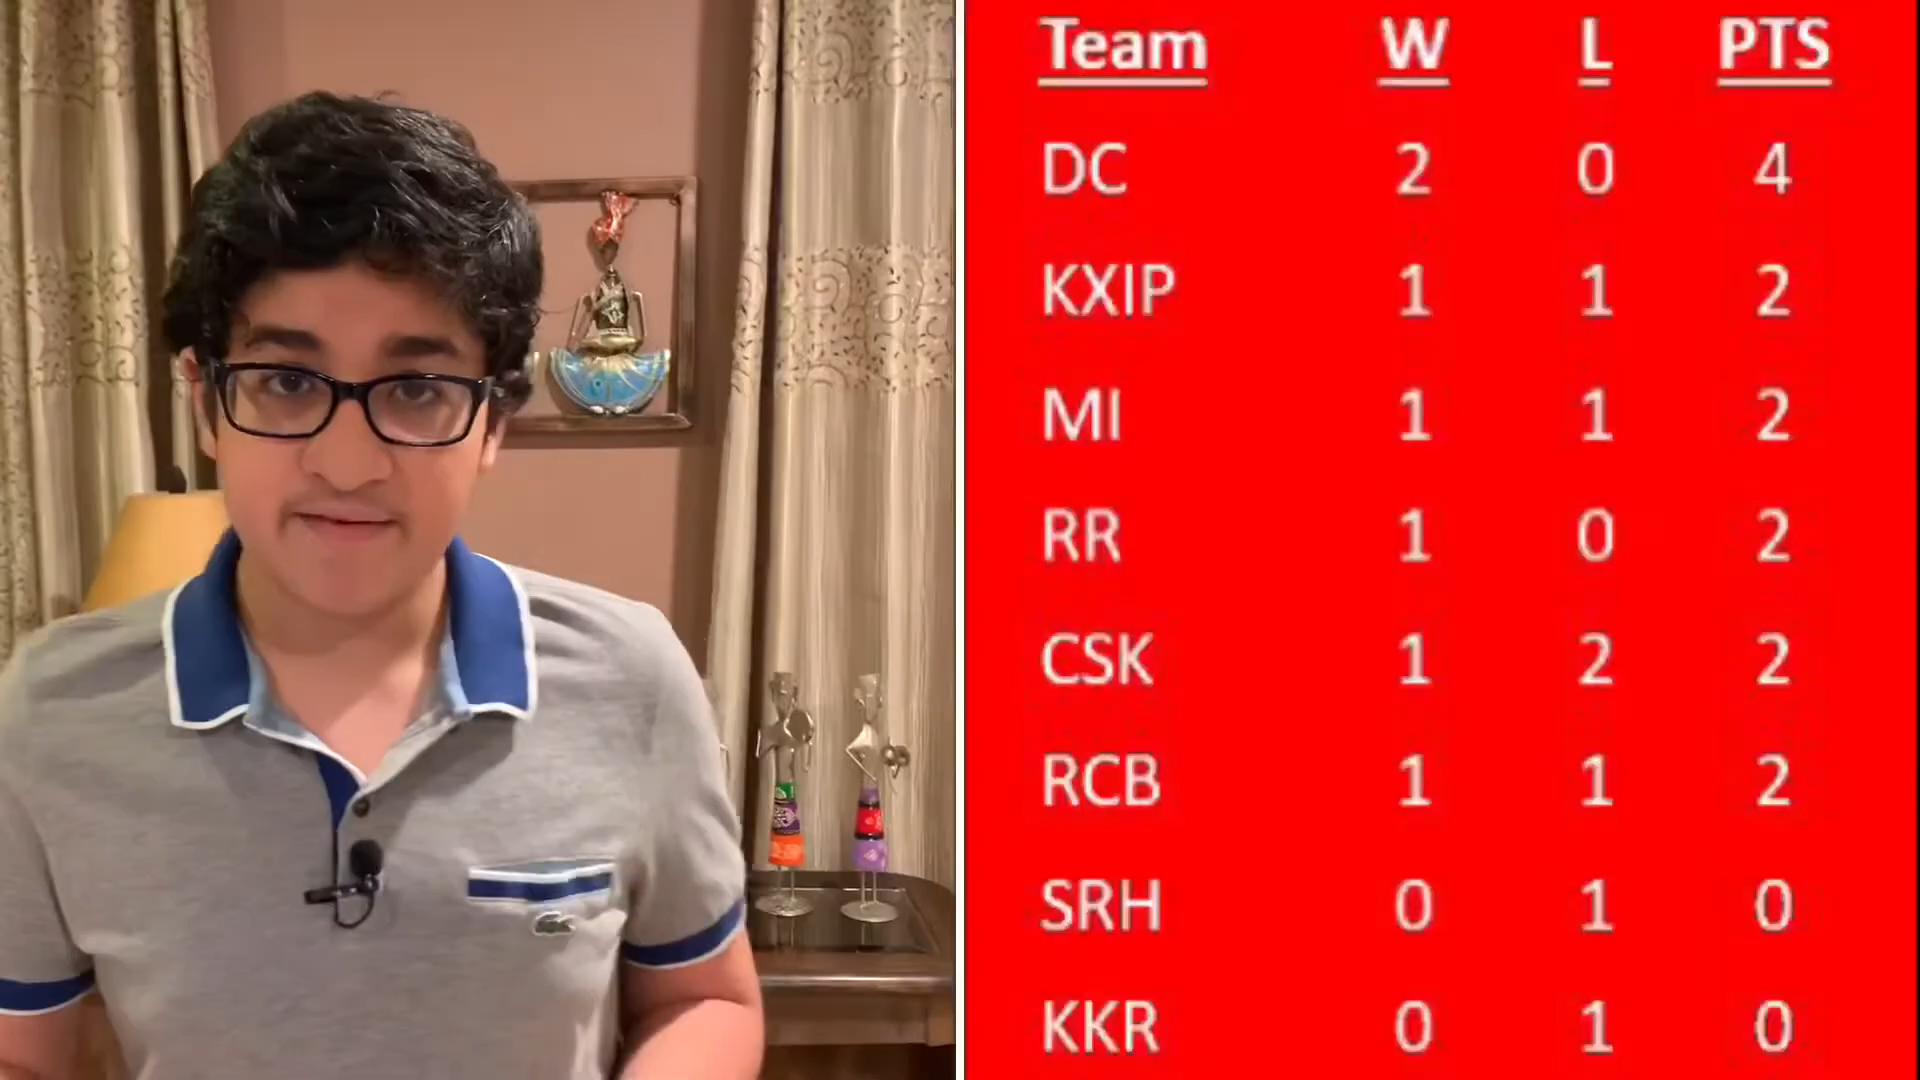 Team W L PTS
DC 2 0 4
KXIP 1 1 2
MI 1 1 2
RR 1 0 2
CSK 1 2 2
RCB 1 1 2
SRH 0 1 0
KKR 0 1 0